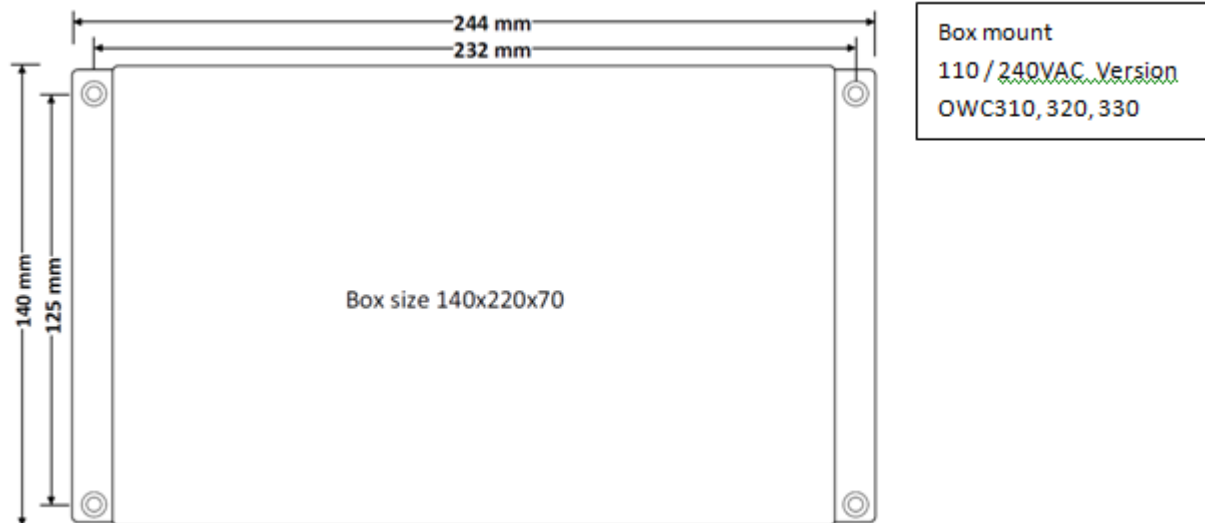 244 mm
232 mm
Box mount
110 / 240VAC Version
OWC310, 320, 330
140 mm
125 mm
Box size 140x220x70